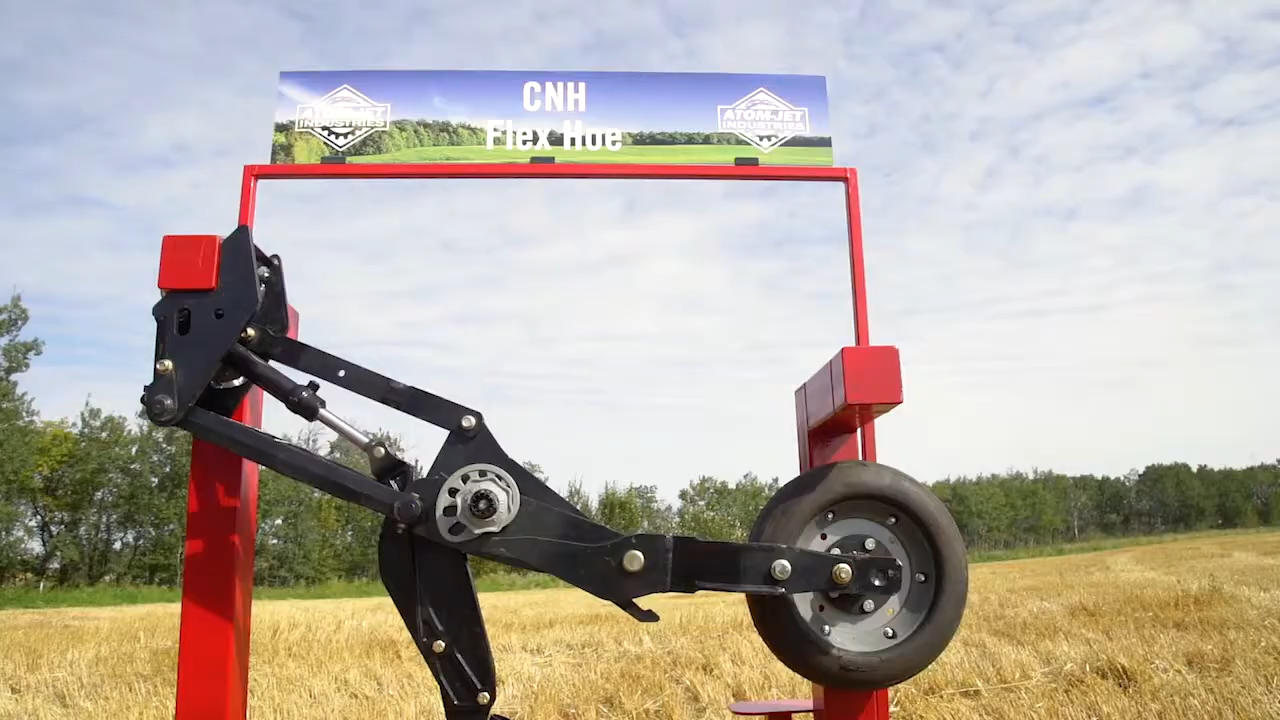 CNH
Flex Hoe
ATOM-JET
INDUSTRIES
ATOM-JET
INDUSTRIES